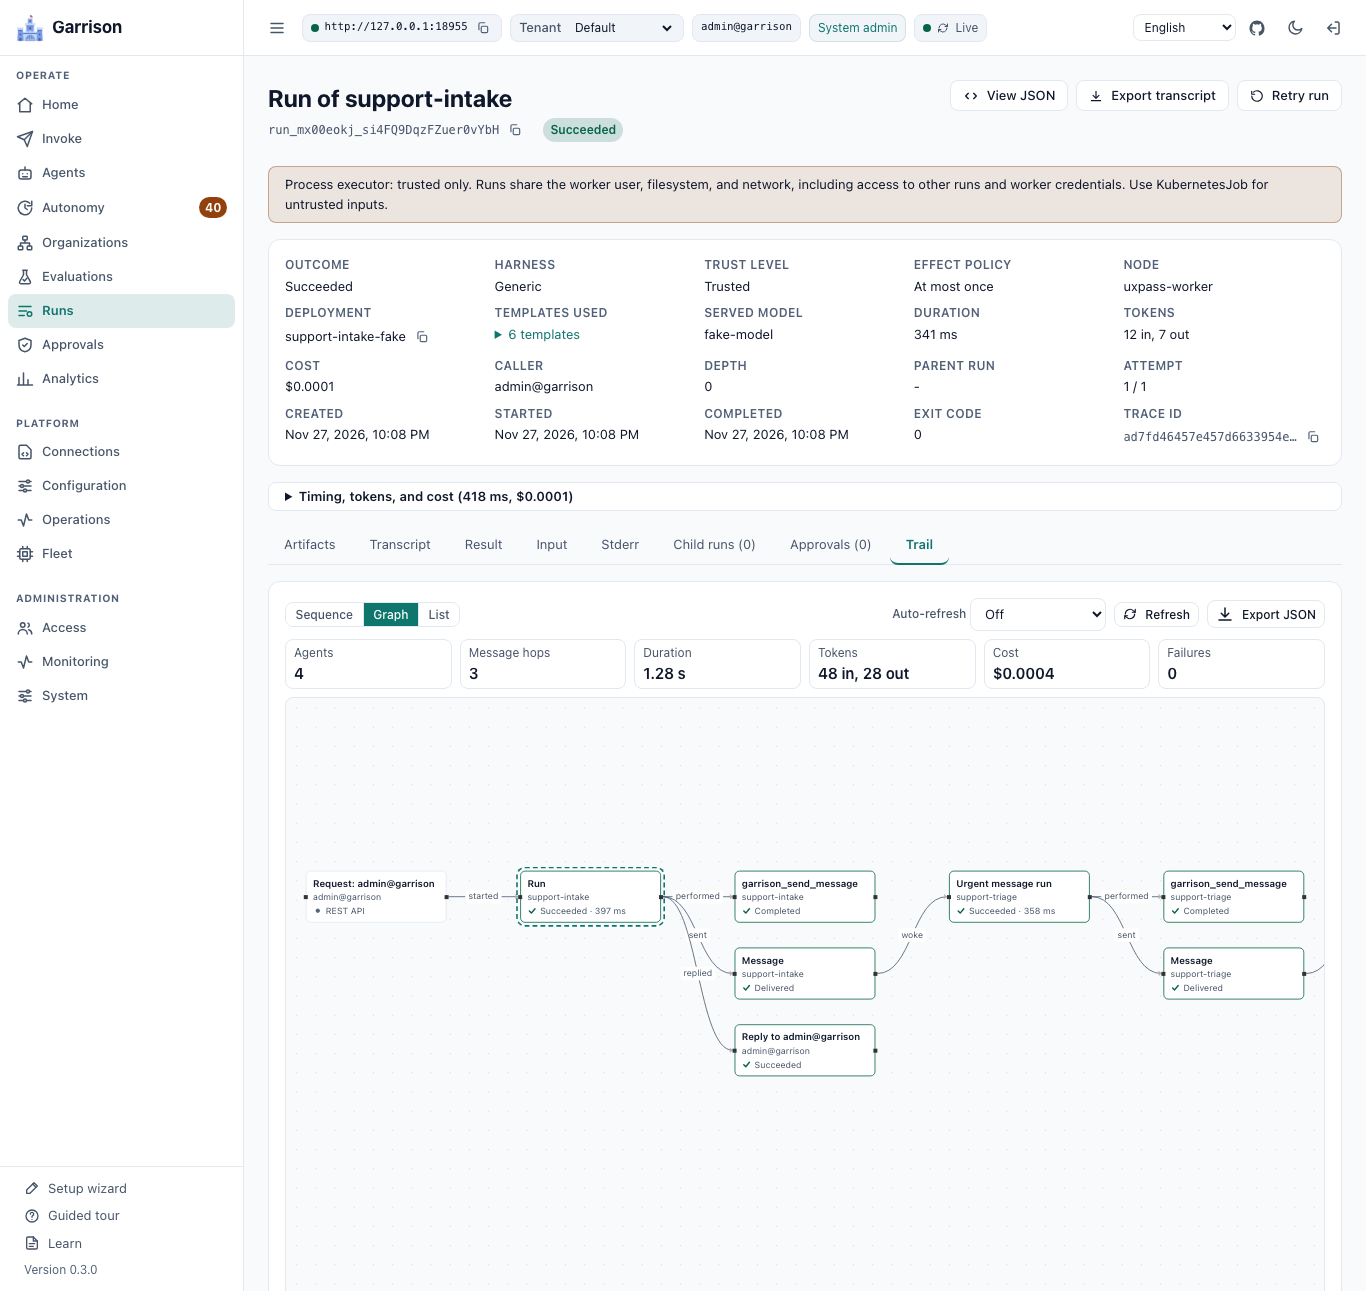 Garrison
http://127.0.0.1:18955
Tenant Default
admin@garrison
System admin
Live
English
OPERATE
Home
Invoke
Agents
Autonomy 40
Organizations
Evaluations
Runs
Approvals
Analytics
PLATFORM
Connections
Configuration
Operations
Fleet
ADMINISTRATION
Access
Monitoring
System
Setup wizard
Guided tour
Learn
Version 0.3.0
Run of support-intake
View JSON
Export transcript
Retry run
run_mx00eokj_si4FQ9DqzFZuer0vYbH
Succeeded
Process executor: trusted only. Runs share the worker user, filesystem, and network, including access to other runs and worker credentials. Use KubernetesJob for
untrusted inputs.
OUTCOME
Succeeded
HARNESS
Generic
TRUST LEVEL
Trusted
EFFECT POLICY
At most once
NODE
uxpass-worker
DEPLOYMENT
support-intake-fake
TEMPLATES USED
6 templates
SERVED MODEL
fake-model
DURATION
341 ms
TOKENS
12 in, 7 out
COST
$0.0001
CALLER
admin@garrison
DEPTH
0
PARENT RUN
-
ATTEMPT
1 / 1
CREATED
Nov 27, 2026, 10:08 PM
STARTED
Nov 27, 2026, 10:08 PM
COMPLETED
Nov 27, 2026, 10:08 PM
EXIT CODE
0
TRACE ID
ad7fd46457e457d6633954e…
Timing, tokens, and cost (418 ms, $0.0001)
Artifacts
Transcript
Result
Input
Stderr
Child runs (0)
Approvals (0)
Trail
Sequence
Graph
List
Auto-refresh
Off
Refresh
Export JSON
Agents
4
Message hops
3
Duration
1.28 s
Tokens
48 in, 28 out
Cost
$0.0004
Failures
0
Request: admin@garrison
admin@garrison
REST API
started
Run
support-intake
Succeeded · 397 ms
performed
sent
replied
garrison_send_message
support-intake
Completed
Message
support-intake
Delivered
Reply to admin@garrison
admin@garrison
Succeeded
woke
Urgent message run
support-triage
Succeeded · 358 ms
performed
sent
garrison_send_message
support-triage
Completed
Message
support-triage
Delivered